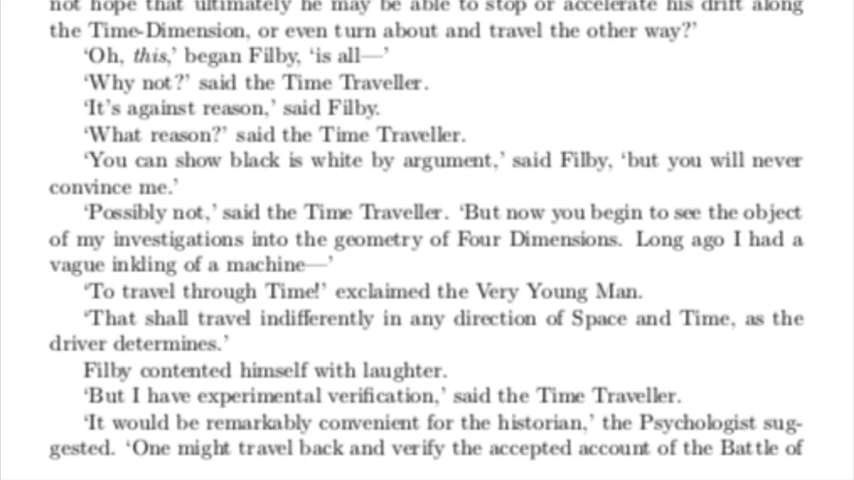 not hope that ultimately he may be able to stop or accelerate his drift along
the Time-Dimension, or even turn about and travel the other way?’
‘Oh, this,’ began Filby, ‘is all—’
‘Why not?’ said the Time Traveller.
‘It’s against reason,’ said Filby.
‘What reason?’ said the Time Traveller.
‘You can show black is white by argument,’ said Filby, ‘but you will never
convince me.’
‘Possibly not,’ said the Time Traveller. ‘But now you begin to see the object
of my investigations into the geometry of Four Dimensions. Long ago I had a
vague inkling of a machine—’
‘To travel through Time!’ exclaimed the Very Young Man.
‘That shall travel indifferently in any direction of Space and Time, as the
driver determines.’
Filby contented himself with laughter.
‘But I have experimental verification,’ said the Time Traveller.
‘It would be remarkably convenient for the historian,’ the Psychologist sug-
gested. ‘One might travel back and verify the accepted account of the Battle of